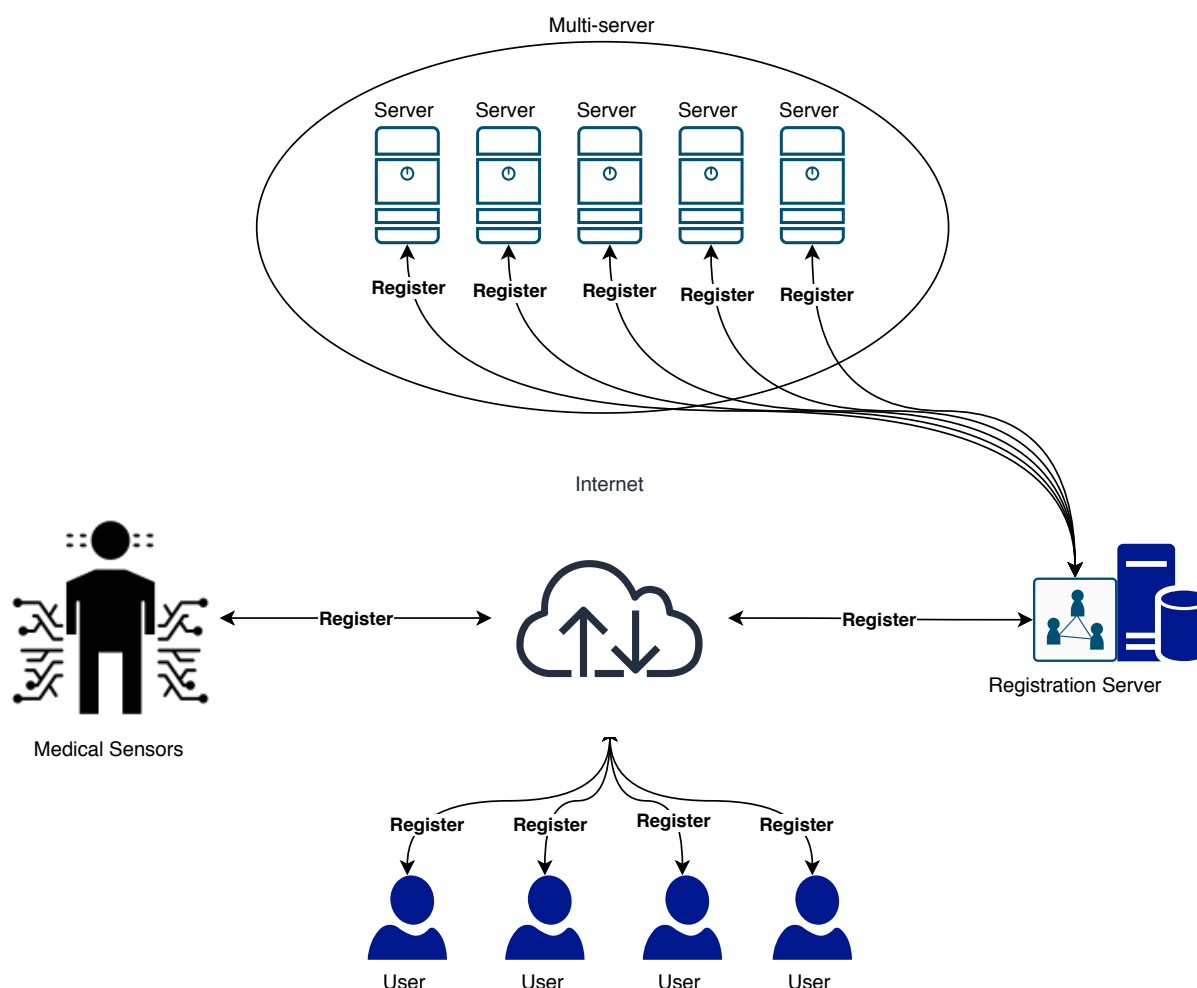 Multi-server
Server Server Server Server Server
Register Register Register Register Register
Internet
Register Register
Registration Server
Medical Sensors
Register Register Register Register
User User User User